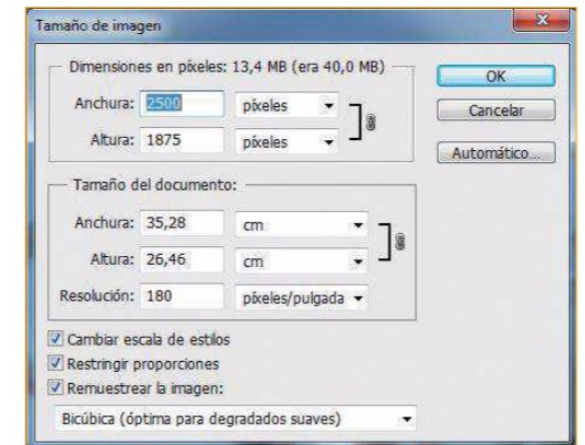 Tamaño de imagen
Dimensiones en píxeles: 13,4 MB (era 40,0 MB)
OK
Anchura: 2500 píxeles
Cancelar
Altura: 1875 píxeles
Automático...
Tamaño del documento:
Anchura: 35,28 cm
Altura: 26,46 cm
Resolución: 180 píxeles/pulgada
Cambiar escala de estilos
Restringir proporciones
Remuestrear la imagen:
Bicúbica (óptima para degradados suaves)